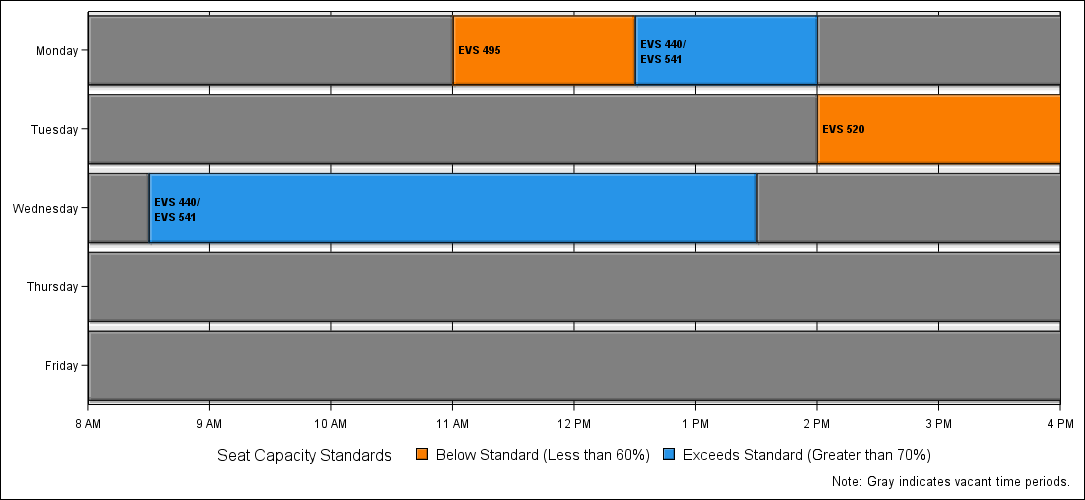 Monday
EVS 495
EVS 440/
EVS 541
Tuesday
EVS 520
Wednesday
EVS 440/
EVS 541
Thursday
Friday
8 AM 9 AM 10 AM 11 AM 12 PM 1 PM 2 PM 3 PM 4 PM
Seat Capacity Standards Below Standard (Less than 60%) Exceeds Standard (Greater than 70%)
Note: Gray indicates vacant time periods.